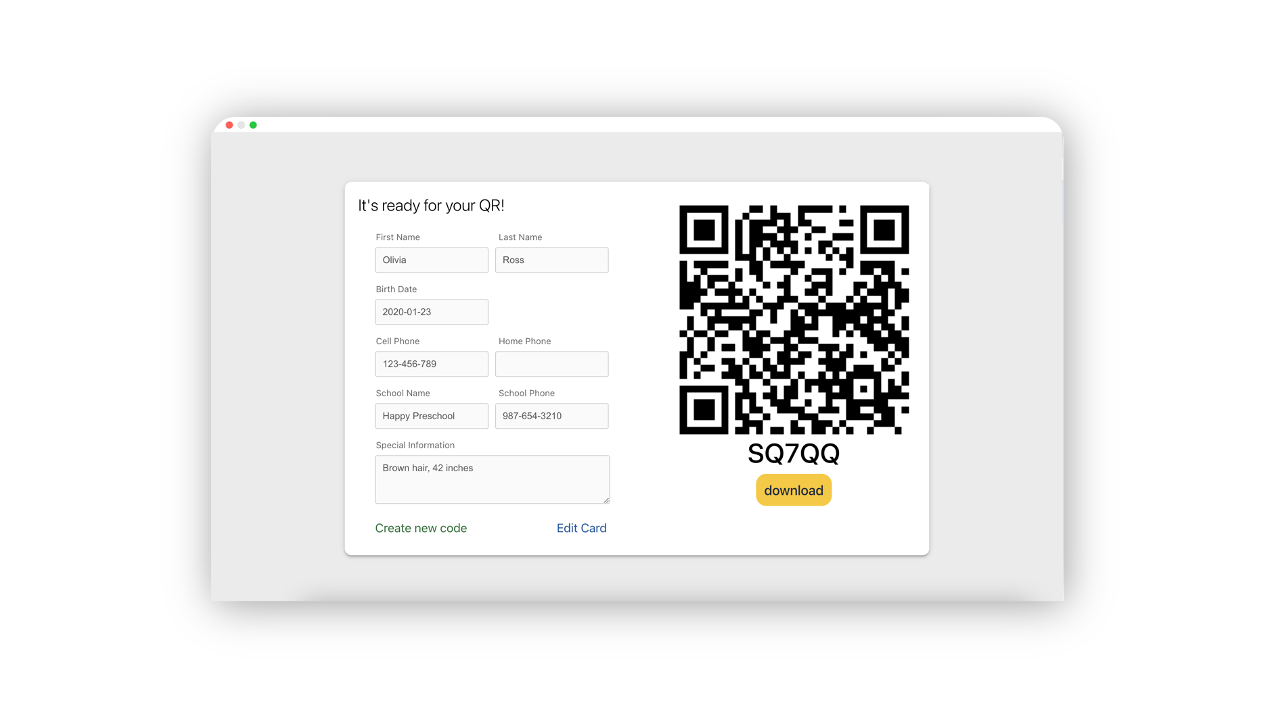 It's ready for your QR!
First Name Last Name
Olivia Ross
Birth Date
2020-01-23
Cell Phone Home Phone
123-456-789
School Name School Phone
Happy Preschool 987-654-3210
Special Information
Brown hair, 42 inches
Create new code Edit Card
SQ7QQ
download